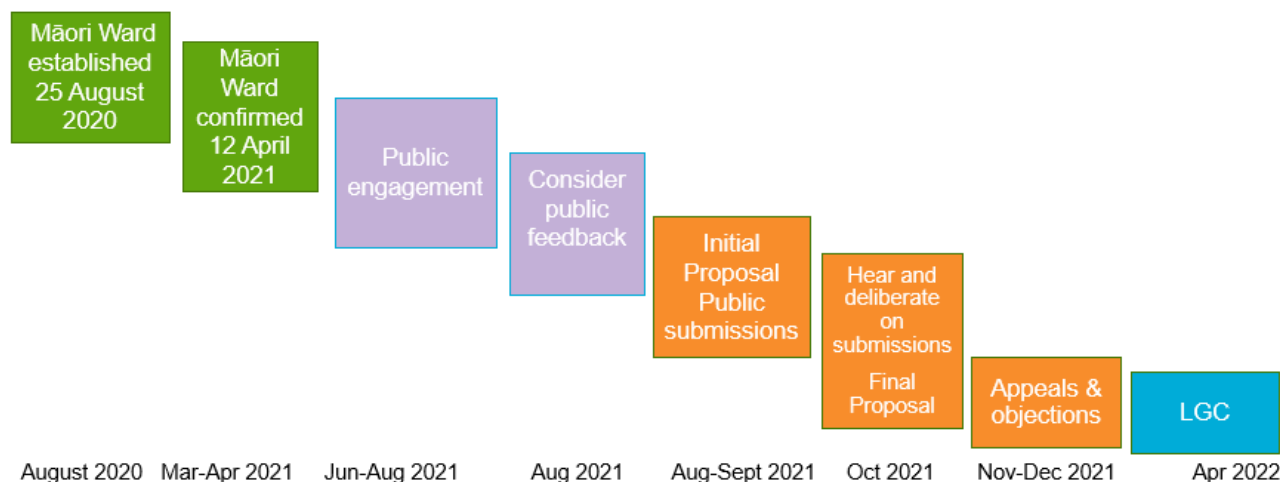 Māori Ward
established
25 August
2020
Māori
Ward
confirmed
12 April
2021
Public
engagement
Consider
public
feedback
Initial
Proposal
Public
submissions
Hear and
deliberate
on
submissions
Final
Proposal
Appeals &
objections
LGC
August 2020
Mar-Apr 2021
Jun-Aug 2021
Aug 2021
Aug-Sept 2021
Oct 2021
Nov-Dec 2021
Apr 2022